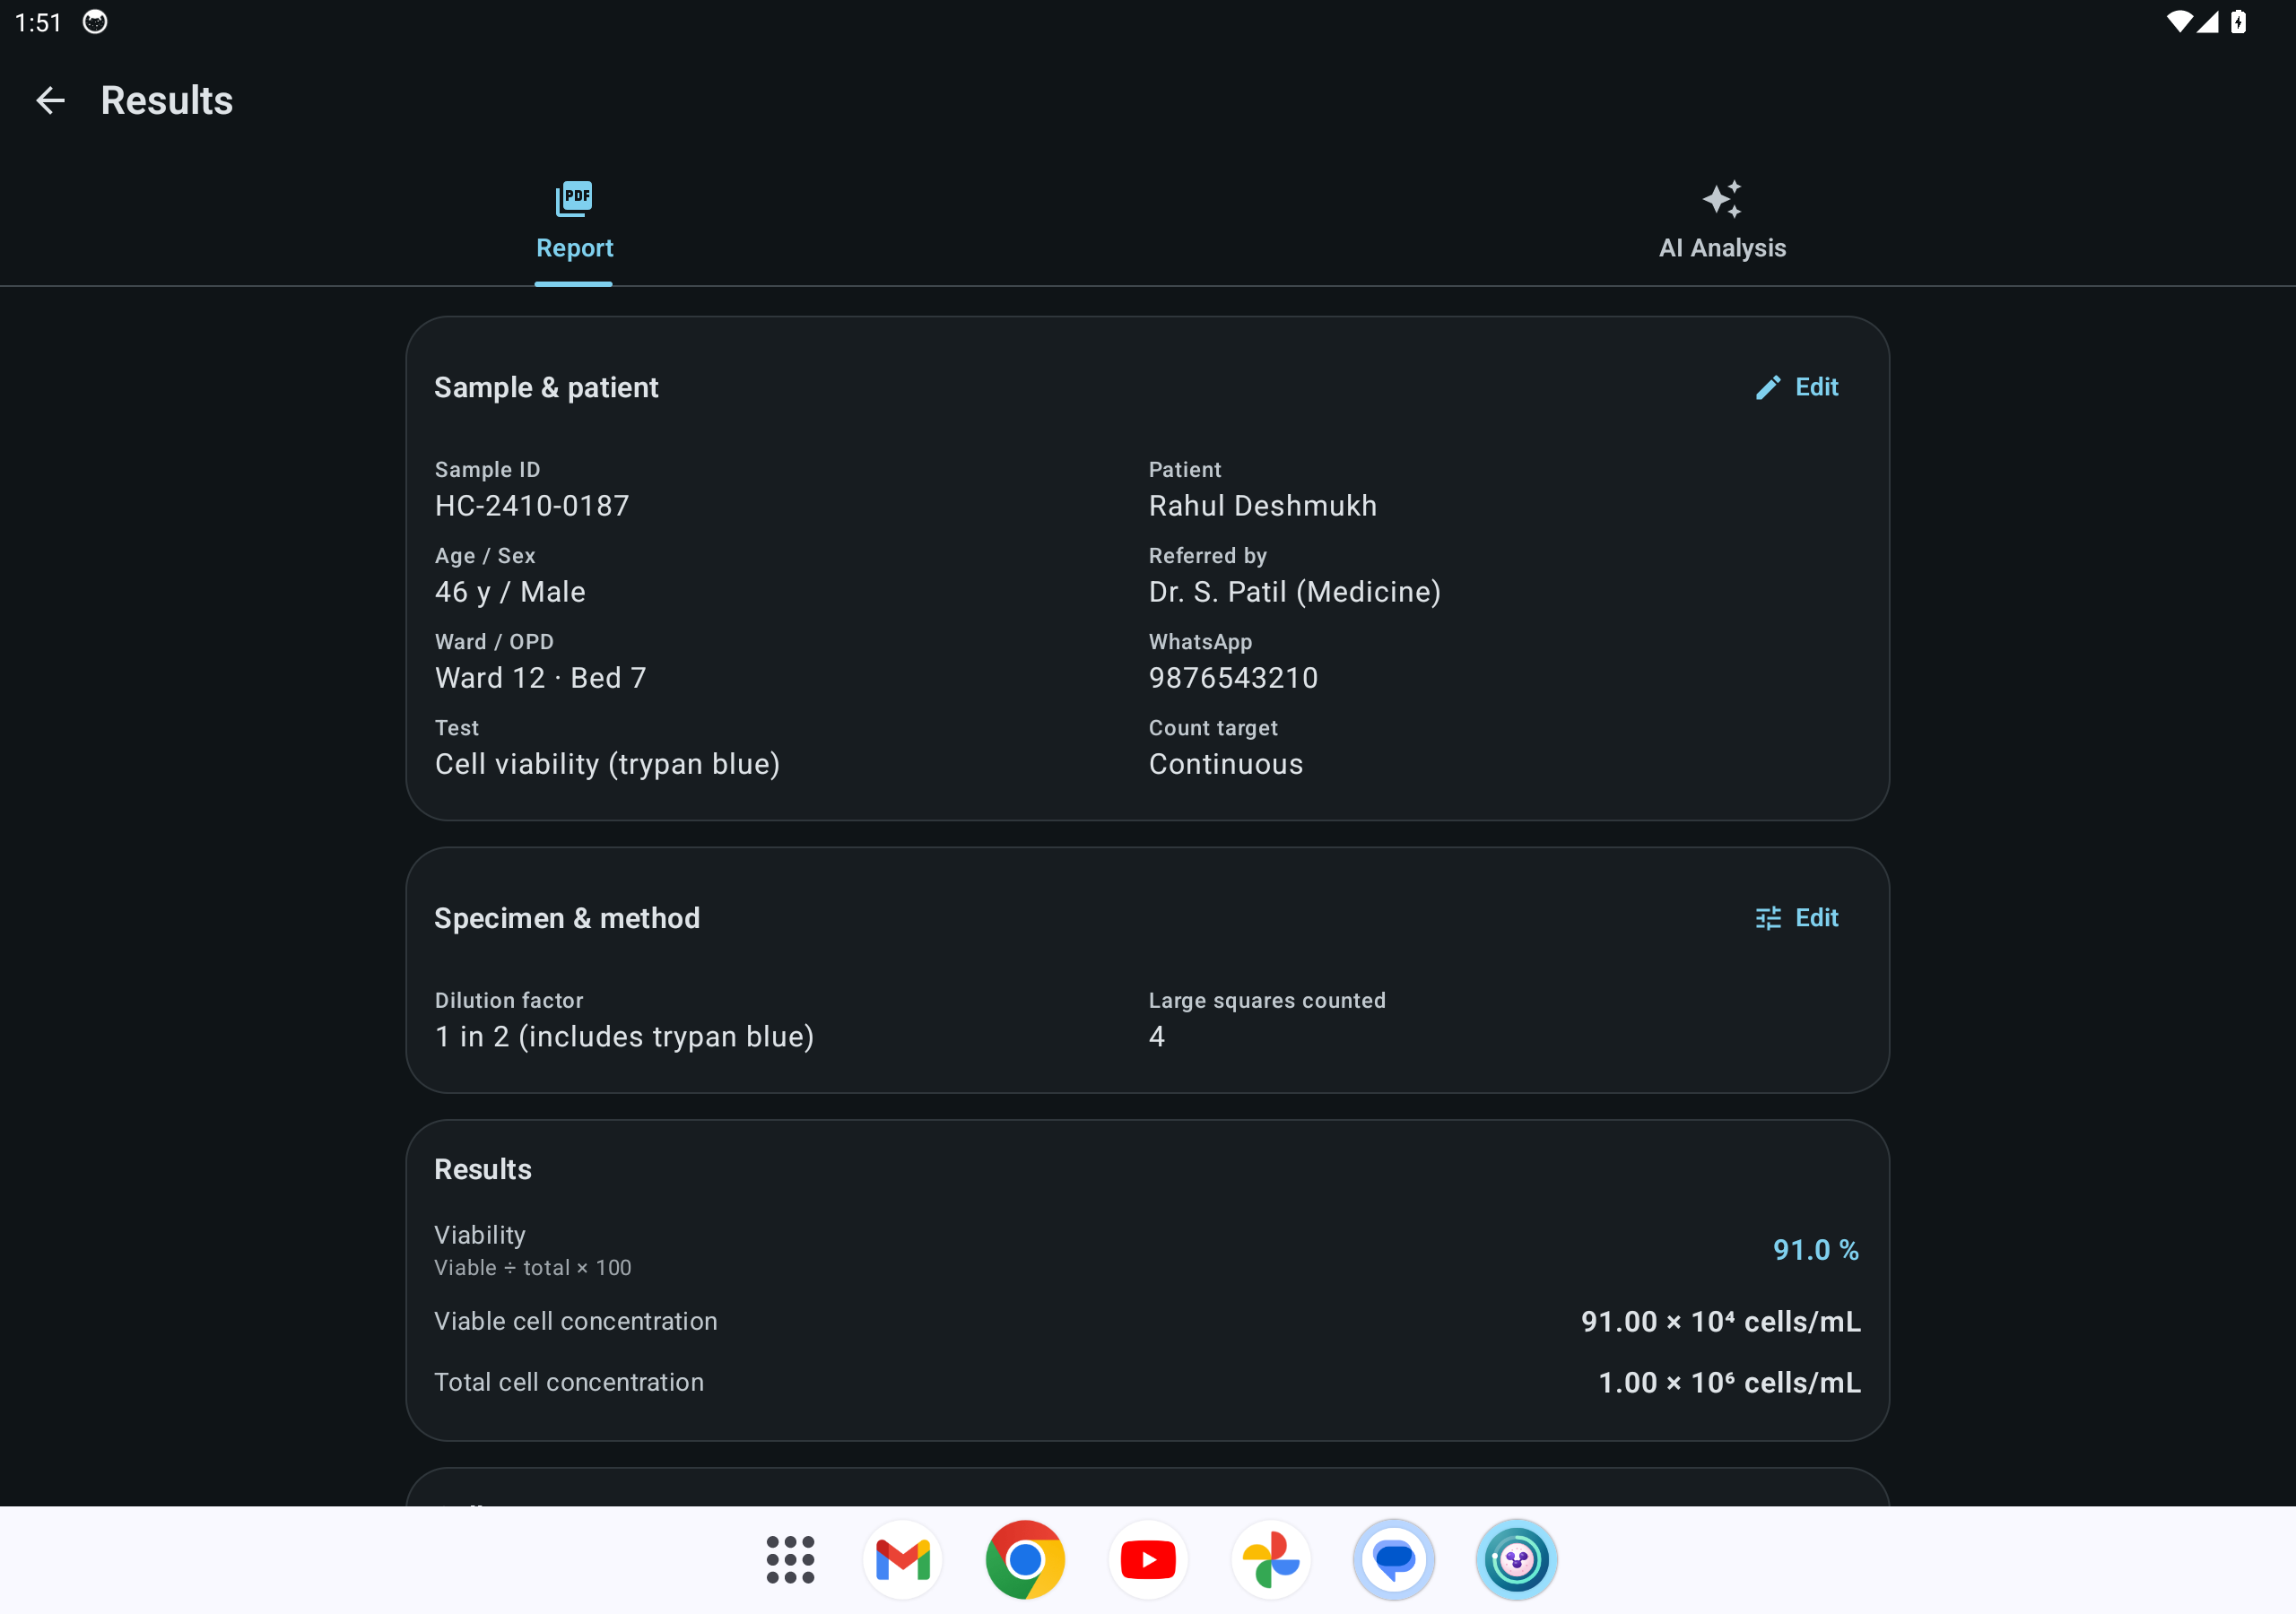 1:51
Results
PDF
Report
AI Analysis
Sample & patient
Edit
Sample ID
HC-2410-0187
Patient
Rahul Deshmukh
Age / Sex
46 y / Male
Referred by
Dr. S. Patil (Medicine)
Ward / OPD
Ward 12 · Bed 7
WhatsApp
9876543210
Test
Cell viability (trypan blue)
Count target
Continuous
Specimen & method
Edit
Dilution factor
1 in 2 (includes trypan blue)
Large squares counted
4
Results
Viability
Viable ÷ total × 100
91.0 %
Viable cell concentration
91.00 × 10⁴ cells/mL
Total cell concentration
1.00 × 10⁶ cells/mL